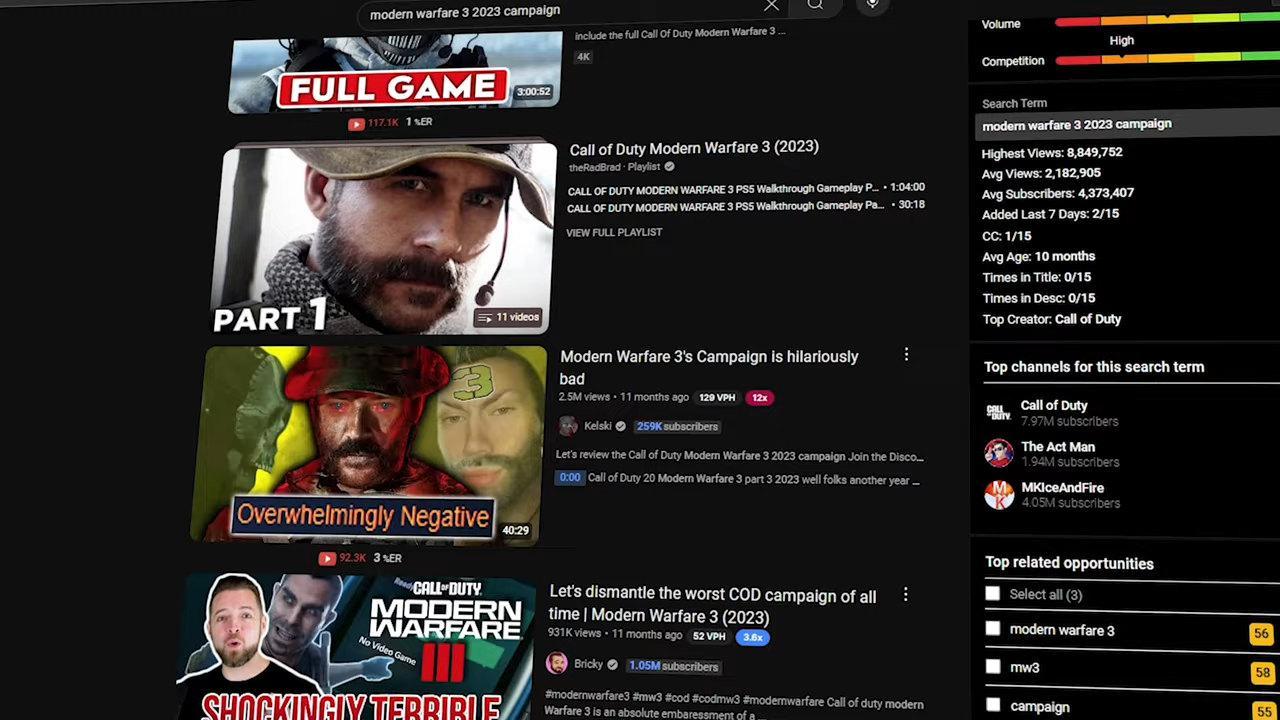 modern warfare 3 2023 campaign
include the full Call Of Duty Modern Warfare 3 ...
4K
FULL GAME
3:00:52
117.1K 1 %ER
Call of Duty Modern Warfare 3 (2023)
theRadBrad · Playlist
CALL OF DUTY MODERN WARFARE 3 PS5 Walkthrough Gameplay P... • 1:04:00
CALL OF DUTY MODERN WARFARE 3 PS5 Walkthrough Gameplay Pa... • 30:18
VIEW FULL PLAYLIST
PART 1
11 videos
Modern Warfare 3's Campaign is hilariously
bad
2.5M views • 11 months ago 129 VPH 12x
Kelski 259K subscribers
Let's review the Call of Duty Modern Warfare 3 2023 campaign Join the Disco...
0:00 Call of Duty 20 Modern Warfare 3 part 3 2023 well folks another year ...
3
Overwhelmingly Negative
40:29
92.3K 3 %ER
Let's dismantle the worst COD campaign of all
time | Modern Warfare 3 (2023)
931K views • 11 months ago 52 VPH 3.6x
Bricky 1.05M subscribers
#modernwarfare3 #mw3 #cod #codmw3 #modernwarfare Call of duty modern
Warfare 3 is an absolute embaressment of a ...
CALL OF DUTY
MODERN
WARFARE
III
No Video Game
SHOCKINGLY TERRIBLE
Volume
High
Competition
Search Term
modern warfare 3 2023 campaign
Highest Views: 8,849,752
Avg Views: 2,182,905
Avg Subscribers: 4,373,407
Added Last 7 Days: 2/15
CC: 1/15
Avg Age: 10 months
Times in Title: 0/15
Times in Desc: 0/15
Top Creator: Call of Duty
Top channels for this search term
CALL OF DUTY
Call of Duty
7.97M subscribers
The Act Man
1.94M subscribers
MK
MKIceAndFire
4.05M subscribers
Top related opportunities
Select all (3)
modern warfare 3 56
mw3 58
campaign 55